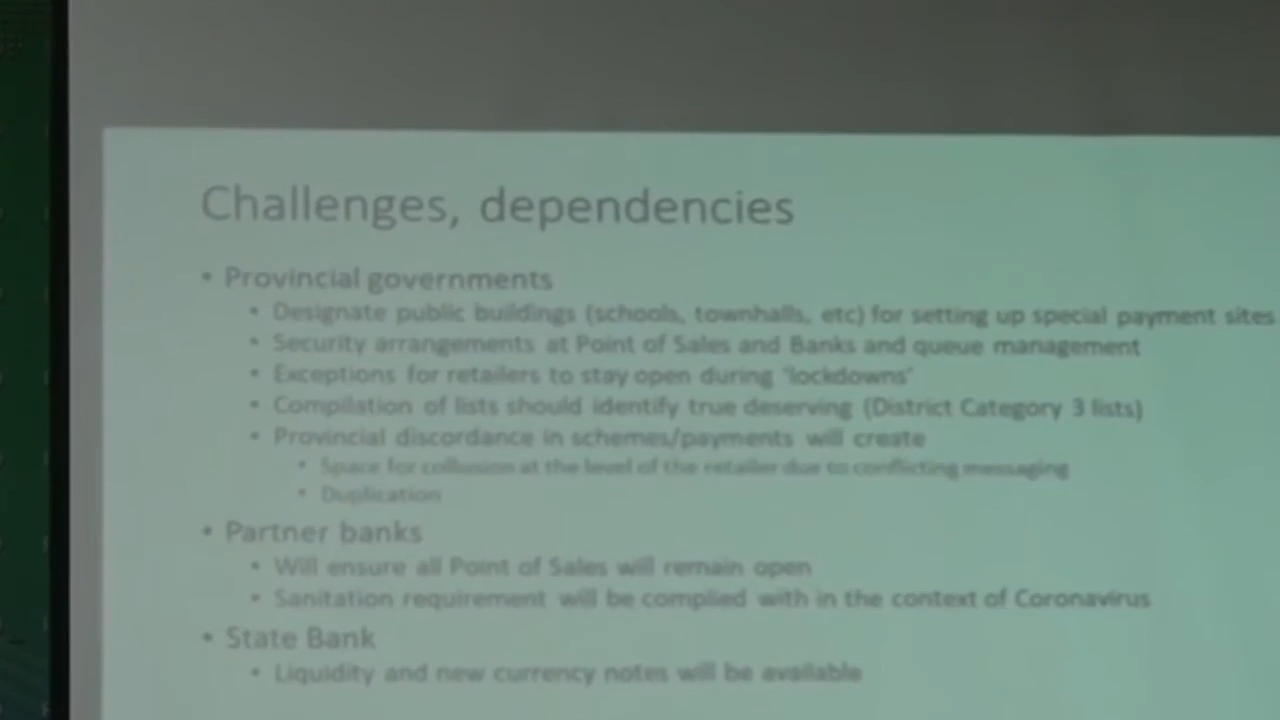 Challenges, dependencies
• Provincial governments
• Designate public buildings (schools, townhalls, etc) for setting up special payment sites
• Security arrangements at Point of Sales and Banks and queue management
• Exceptions for retailers to stay open during 'lockdowns'
• Compilation of lists should identify true deserving (District Category 3 lists)
• Provincial discordance in schemes/payments will create
• Space for collusion at the level of the retailer due to conflicting messaging
• Duplication
• Partner banks
• Will ensure all Point of Sales will remain open
• Sanitation requirement will be complied with in the context of Coronavirus
• State Bank
• Liquidity and new currency notes will be available